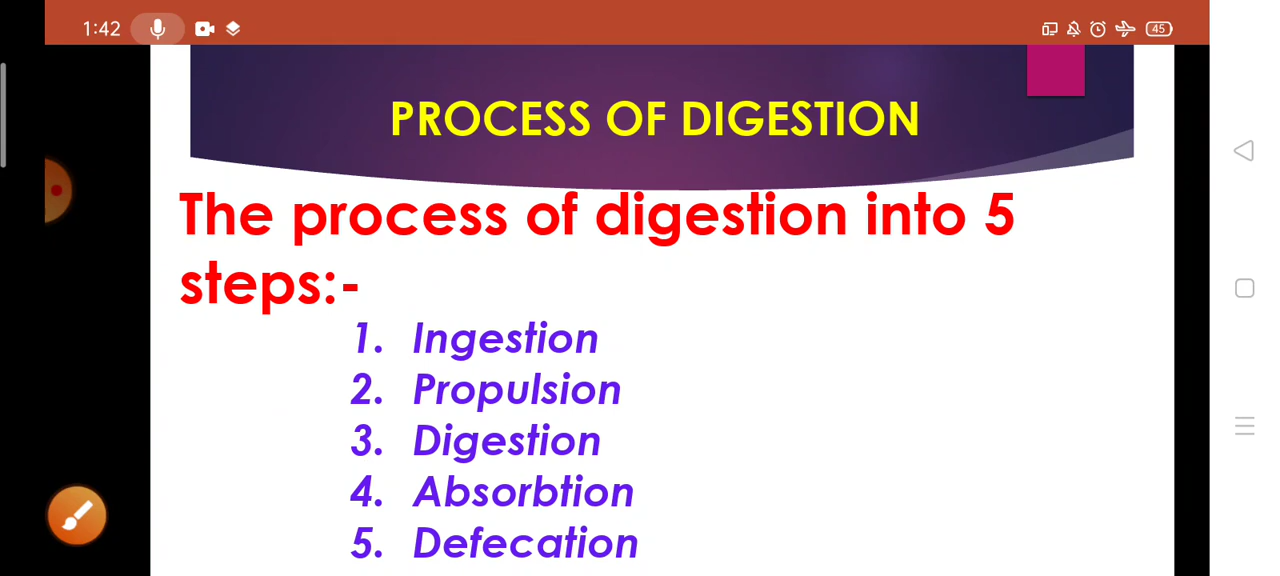 1:42
45
PROCESS OF DIGESTION
The process of digestion into 5
steps:-
1. Ingestion
2. Propulsion
3. Digestion
4. Absorbtion
5. Defecation